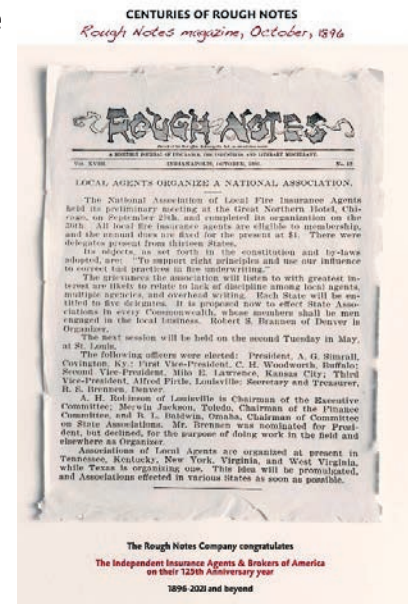 CENTURIES OF ROUGH NOTES
Rough Notes magazine, October, 1896
ROUGH NOTES
A MONTHLY JOURNAL OF INSURANCE,
VOL. XVIII. INDIANAPOLIS, OCTOBER, 1896.
LOCAL AGENTS ORGANIZE A NATIONAL ASSOCIATION.
The National Association of Local Fire Insurance Agents
held its preliminary meeting at the Great Northern Hotel, Chi-
cago, on September 29th, and completed its organization on the
30th. All local fire insurance agents are eligible to membership,
and the annual dues are fixed for the present at $1. There were
delegates present from thirteen States.
Its objects, as set forth in the constitution and by-laws
adopted, are: "To support right principles and use our influence
to correct bad practices in fire underwriting."
The grievances the association will listen to with greatest in-
terest are likely to relate to lack of discipline among local agents,
multiple agencies, and overhead writing. Each State will be en-
titled to five delegates. It is proposed now to effect State Asso-
ciations in every Commonwealth, whose members shall be men
engaged in the local business. Robert S. Brannen of Denver is
Organizer.
The next session will be held on the second Tuesday in May,
at St. Louis.
The following officers were elected: President, A. G. Simrall,
Covington, Ky.; First Vice-President, C. H. Woodworth, Buffalo;
Second Vice-President, Miln E. Lawrence, Kansas City; Third
Vice-President, Alfred Pirtle, Louisville; Secretary and Treasurer,
R. S. Brennen, Denver.
A. H. Robinson of Louisville is Chairman of the Executive
Committee; Merwin Jackson, Toledo, Chairman of the Finance
Committee, and B. L. Baldwin, Omaha, Chairman of Committee
on State Associations. Mr. Brennen was nominated for Presi-
dent, but declined, for the purpose of doing work in the field and
elsewhere as Organizer.
Associations of Local Agents are organized at present in
Tennessee, Kentucky, New York, Virginia, and West Virginia,
while Texas is organizing one. This idea will be promulgated,
and Associations effected in various States as soon as possible.
The Rough Notes Company congratulates
The Independent Insurance Agents & Brokers of America
on their 125th Anniversary year
1896-2021 and beyond